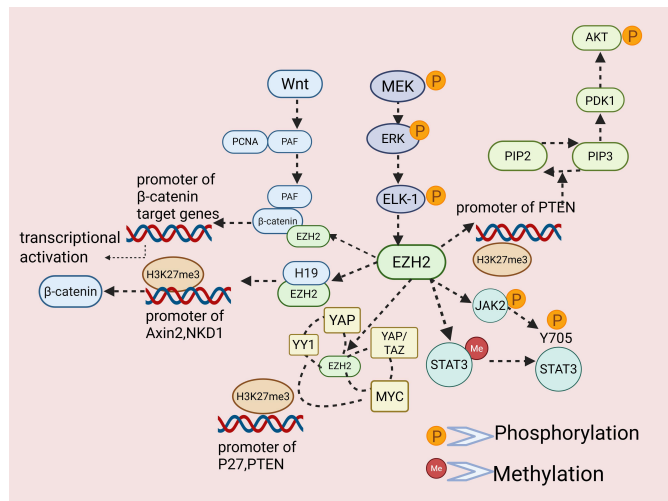 AKT P
Wnt
MEK P
PDK1
ERK P
PCNA PAF
PIP2 PIP3
promoter of
β-catenin
target genes
PAF
β-catenin
EZH2
ELK-1 P
promoter of PTEN
H3K27me3
transcriptional
activation
EZH2
H3K27me3
H19
EZH2
β-catenin
promoter of
Axin2,NKD1
JAK2 P
YAP
YY1
YAP/
TAZ
EZH2
MYC
P
Y705
Me
STAT3
STAT3
H3K27me3
promoter of
P27,PTEN
P Phosphorylation
Me Methylation